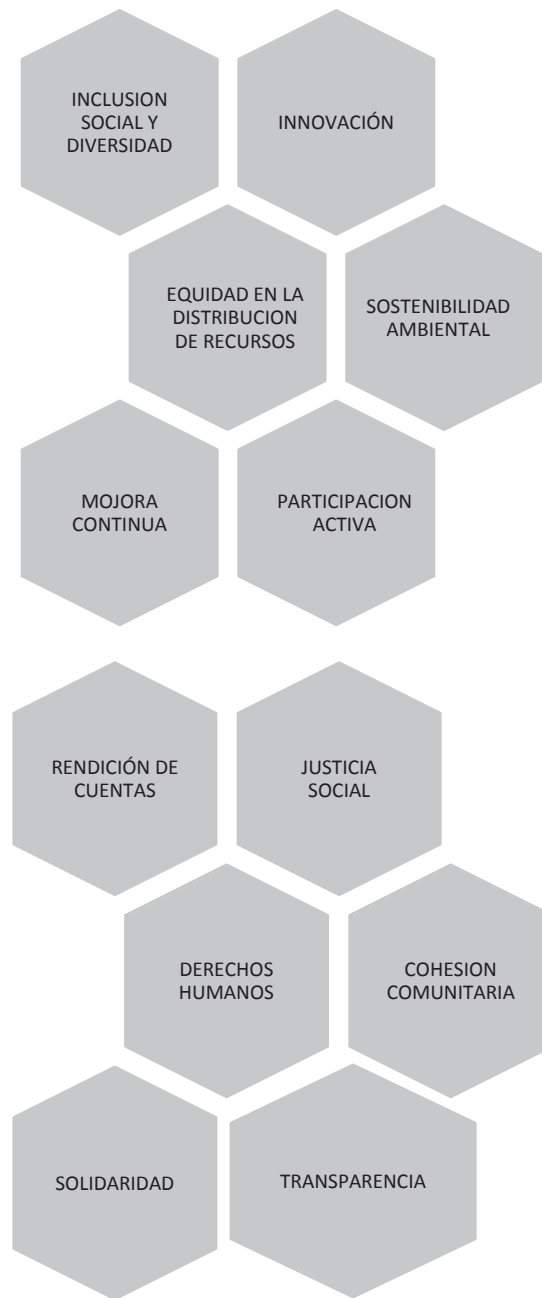 INCLUSION
SOCIAL Y
DIVERSIDAD
INNOVACIÓN
EQUIDAD EN LA
DISTRIBUCION
DE RECURSOS
SOSTENIBILIDAD
AMBIENTAL
MOJORA
CONTINUA
PARTICIPACION
ACTIVA
RENDICIÓN DE
CUENTAS
JUSTICIA
SOCIAL
DERECHOS
HUMANOS
COHESION
COMUNITARIA
SOLIDARIDAD
TRANSPARENCIA